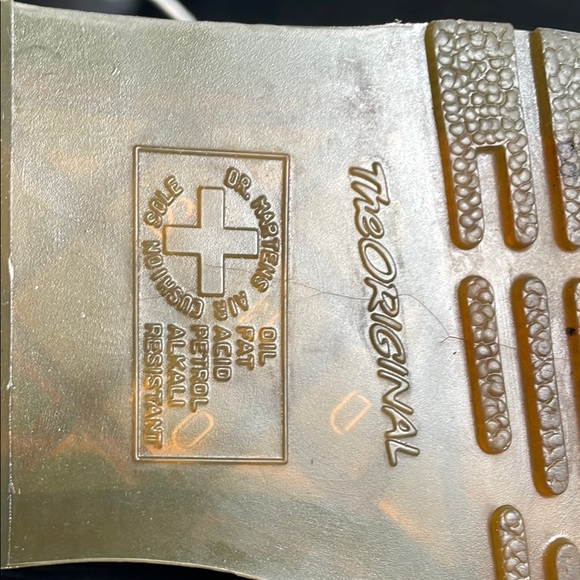 The ORIGINAL
DR. MARTENS AIR CUSHION SOLE
OIL
FAT
ACID
PETROL
ALKALI
RESISTANT